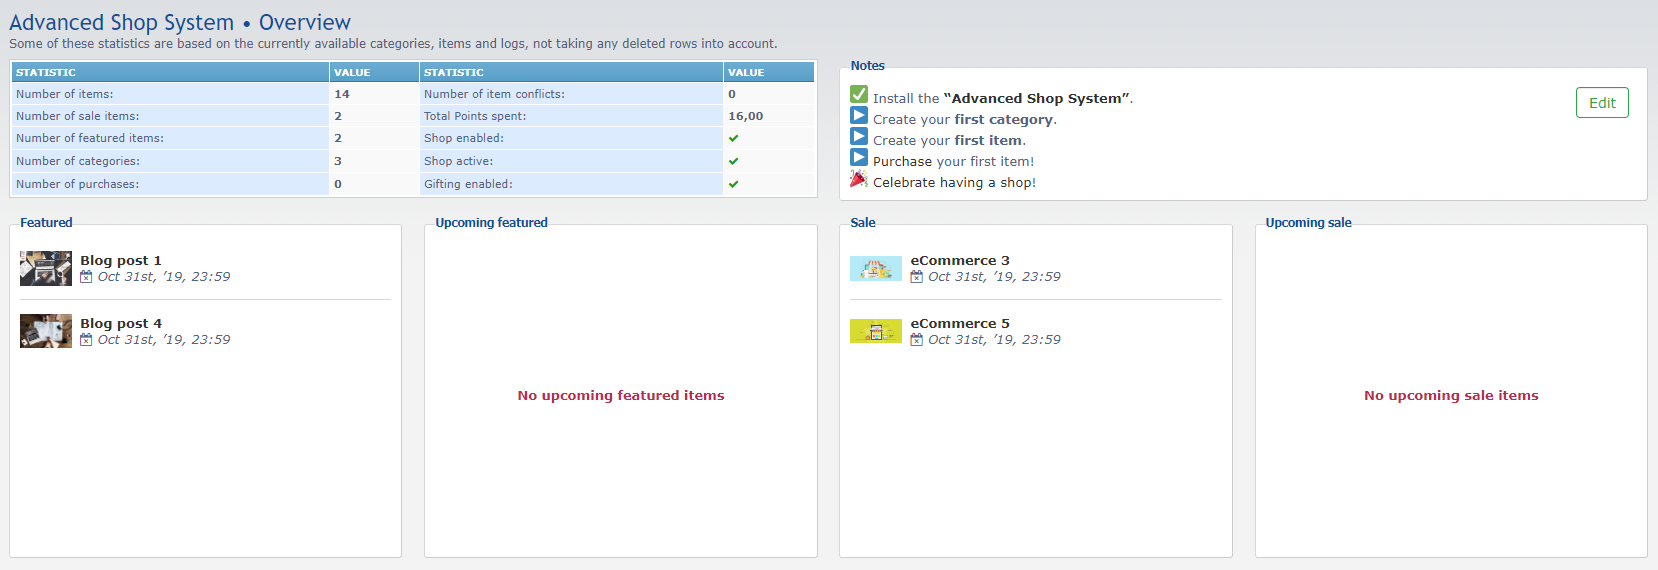 Advanced Shop System • Overview
Some of these statistics are based on the currently available categories, items and logs, not taking any deleted rows into account.
STATISTIC VALUE STATISTIC VALUE
Number of items: 14 Number of item conflicts: 0
Number of sale items: 2 Total Points spent: 16,00
Number of featured items: 2 Shop enabled: ✔
Number of categories: 3 Shop active: ✔
Number of purchases: 0 Gifting enabled: ✔
Notes
✅ Install the “Advanced Shop System”.
▶ Create your first category.
▶ Create your first item.
▶ Purchase your first item!
🎉 Celebrate having a shop!
Edit
Featured
Blog post 1
Oct 31st, ’19, 23:59
Blog post 4
Oct 31st, ’19, 23:59
Upcoming featured
No upcoming featured items
Sale
eCommerce 3
Oct 31st, ’19, 23:59
eCommerce 5
Oct 31st, ’19, 23:59
Upcoming sale
No upcoming sale items